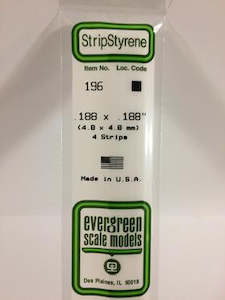 StripStyrene
Item No. Loc. Code
196
.188 x .188"
(4.8 x 4.8 mm)
4 Strips
Made in U.S.A.
evergreen
scale models
Des Plaines, IL 60018